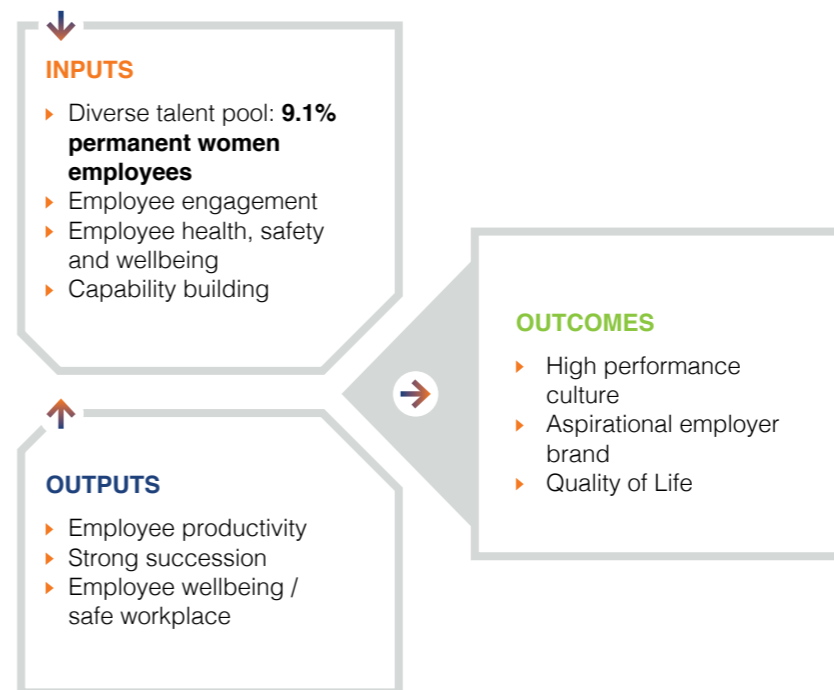 INPUTS
Diverse talent pool: 9.1%
permanent women
employees
Employee engagement
Employee health, safety
and wellbeing
Capability building
OUTPUTS
Employee productivity
Strong succession
Employee wellbeing /
safe workplace
OUTCOMES
High performance
culture
Aspirational employer
brand
Quality of Life